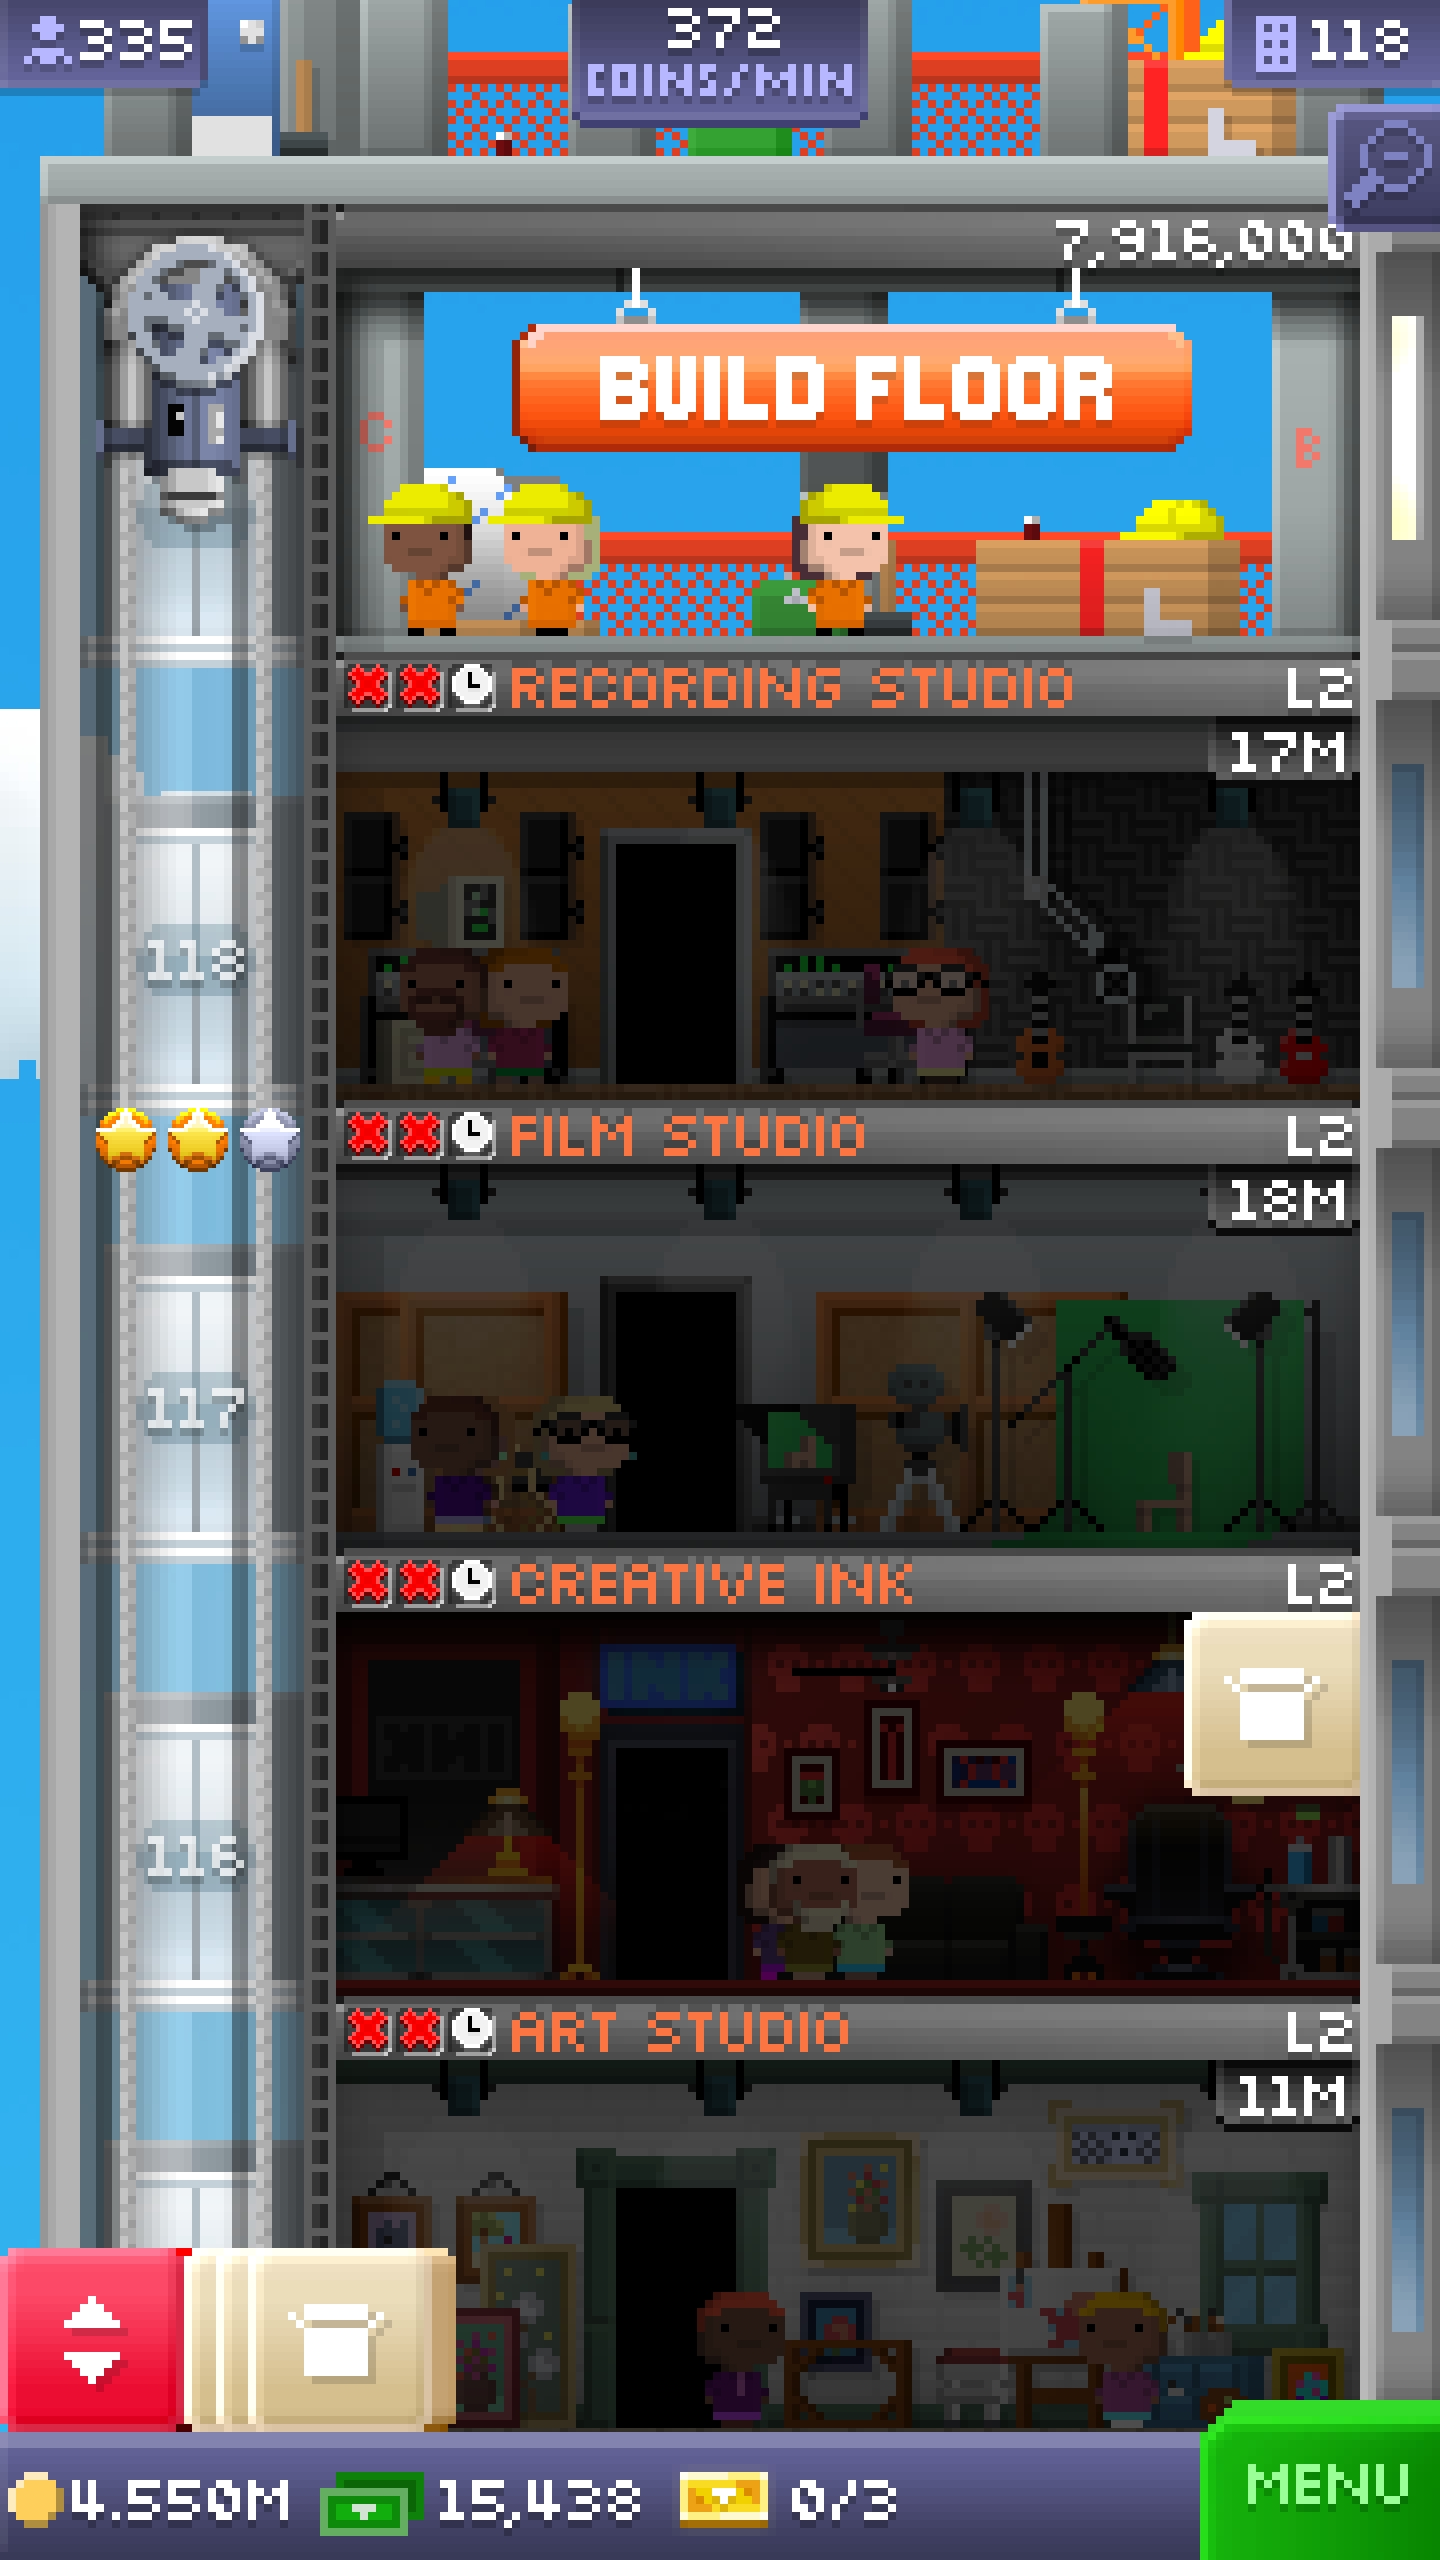 335
372
COINS/MIN
118
7,916,000
BUILD FLOOR
C
B
L
RECORDING STUDIO L2
17M
118
FILM STUDIO L2
18M
117
CREATIVE INK L2
INK
116
ART STUDIO L2
11M
4.550M 15,438 0/3
MENU